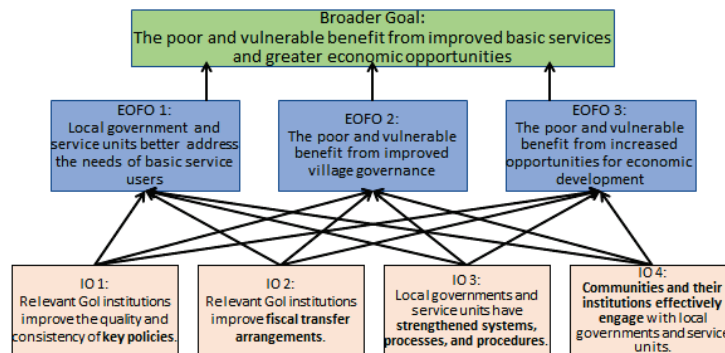 Broader Goal:
The poor and vulnerable benefit from improved basic services
and greater economic opportunities
EOFO 1:
Local government and
service units better address
the needs of basic service
users
EOFO 2:
The poor and vulnerable
benefit from improved
village governance
EOFO 3:
The poor and vulnerable
benefit from increased
opportunities for economic
development
IO 1:
Relevant GoI institutions
improve the quality and
consistency of key policies.
IO 2:
Relevant GoI institutions
improve fiscal transfer
arrangements.
IO 3:
Local governments and
service units have
strengthened systems,
processes, and procedures.
IO 4:
Communities and their
institutions effectively
engage with local
governments and service
units.